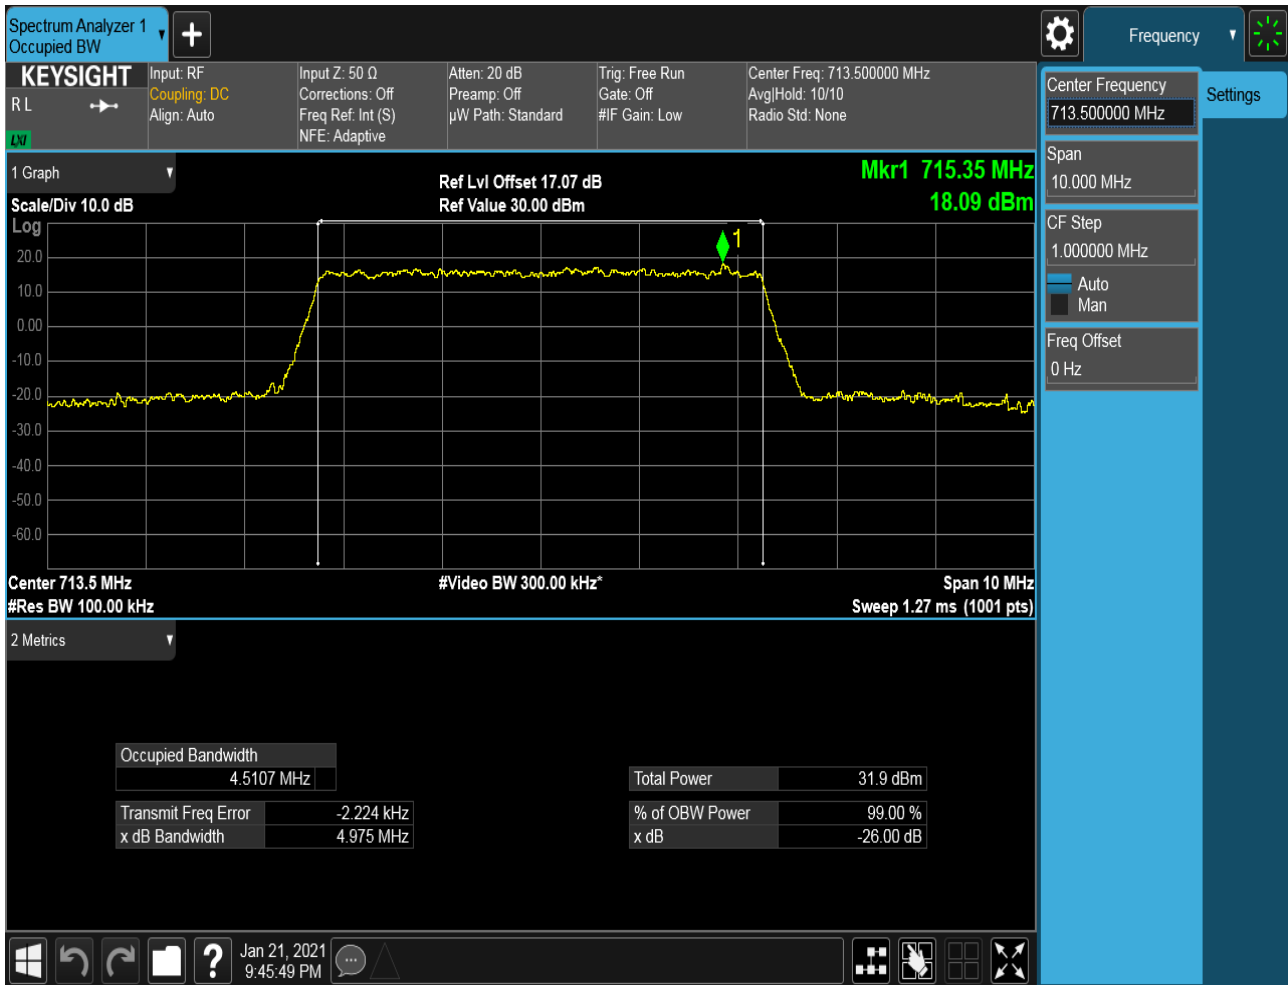 Spectrum Analyzer 1
Occupied BW
+
Frequency
KEYSIGHT
R L
LXI
Input: RF
Coupling: DC
Align: Auto
Input Z: 50 Ω
Corrections: Off
Freq Ref: Int (S)
NFE: Adaptive
Atten: 20 dB
Preamp: Off
µW Path: Standard
Trig: Free Run
Gate: Off
#IF Gain: Low
Center Freq: 713.500000 MHz
Avg|Hold: 10/10
Radio Std: None
Center Frequency
713.500000 MHz
Settings
Span
10.000 MHz
CF Step
1.000000 MHz
Auto
Man
Freq Offset
0 Hz
1 Graph
Scale/Div 10.0 dB
Log
Ref Lvl Offset 17.07 dB
Ref Value 30.00 dBm
Mkr1 715.35 MHz
18.09 dBm
1
20.0
10.0
0.00
-10.0
-20.0
-30.0
-40.0
-50.0
-60.0
Center 713.5 MHz
#Video BW 300.00 kHz*
Span 10 MHz
#Res BW 100.00 kHz
Sweep 1.27 ms (1001 pts)
2 Metrics
Occupied Bandwidth
4.5107 MHz
Total Power 31.9 dBm
Transmit Freq Error -2.224 kHz
% of OBW Power 99.00 %
x dB Bandwidth 4.975 MHz
x dB -26.00 dB
?
Jan 21, 2021
9:45:49 PM